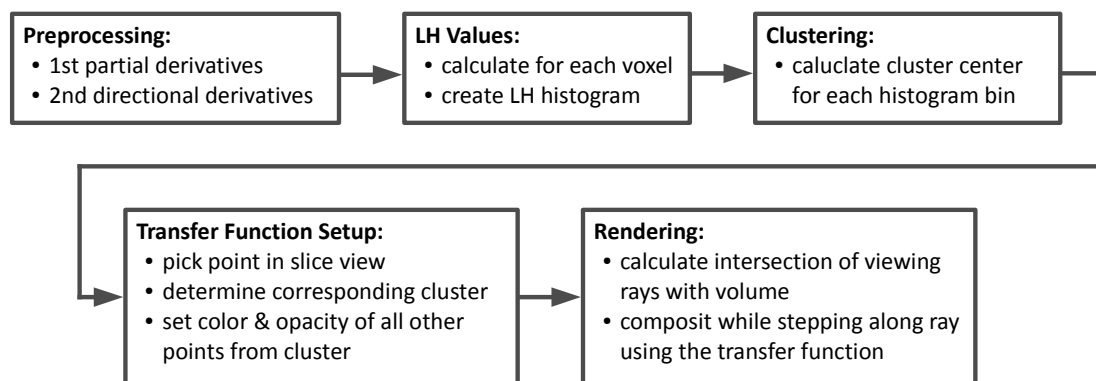 Preprocessing:
• 1st partial derivatives
• 2nd directional derivatives
LH Values:
• calculate for each voxel
• create LH histogram
Clustering:
• caluclate cluster center
for each histogram bin
Transfer Function Setup:
• pick point in slice view
• determine corresponding cluster
• set color & opacity of all other
points from cluster
Rendering:
• calculate intersection of viewing
rays with volume
• composit while stepping along ray
using the transfer function